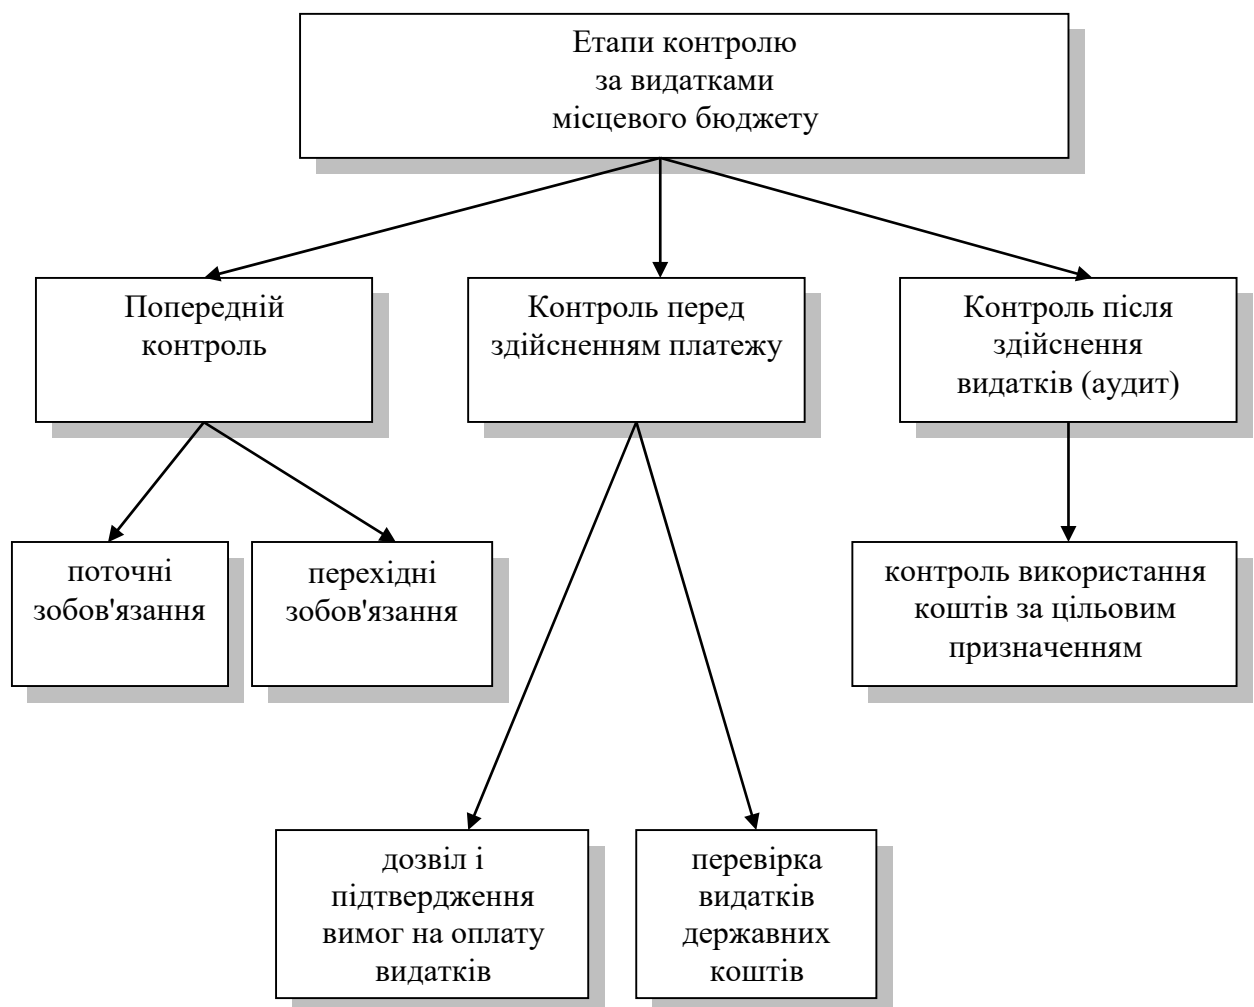 Етапи контролю
за видатками
місцевого бюджету
Попередній
контроль
Контроль перед
здійсненням платежу
Контроль після
здійснення
видатків (аудит)
поточні
зобов'язання
перехідні
зобов'язання
контроль використання
коштів за цільовим
призначенням
дозвіл і
підтвердження
вимог на оплату
видатків
перевірка
видатків
державних
коштів